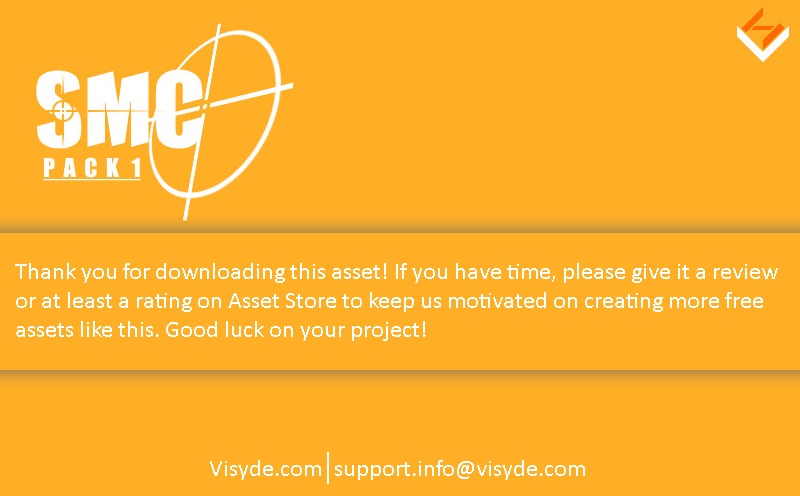 SMC
PACK 1
Thank you for downloading this asset! If you have time, please give it a review
or at least a rating on Asset Store to keep us motivated on creating more free
assets like this. Good luck on your project!
Visyde.com|support.info@visyde.com